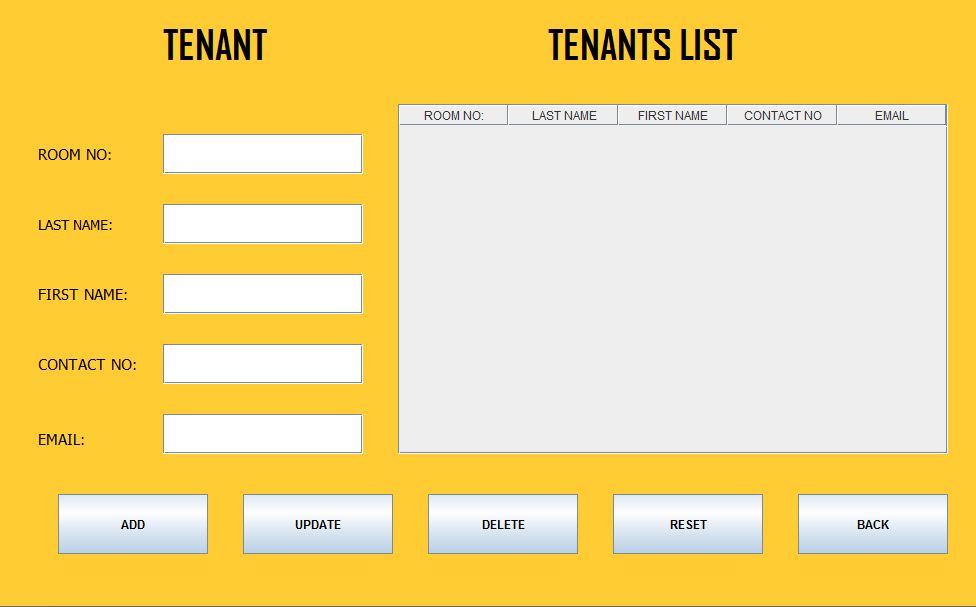 TENANT
TENANTS LIST
ROOM NO: LAST NAME FIRST NAME CONTACT NO EMAIL
ROOM NO:
LAST NAME:
FIRST NAME:
CONTACT NO:
EMAIL:
ADD UPDATE DELETE RESET BACK